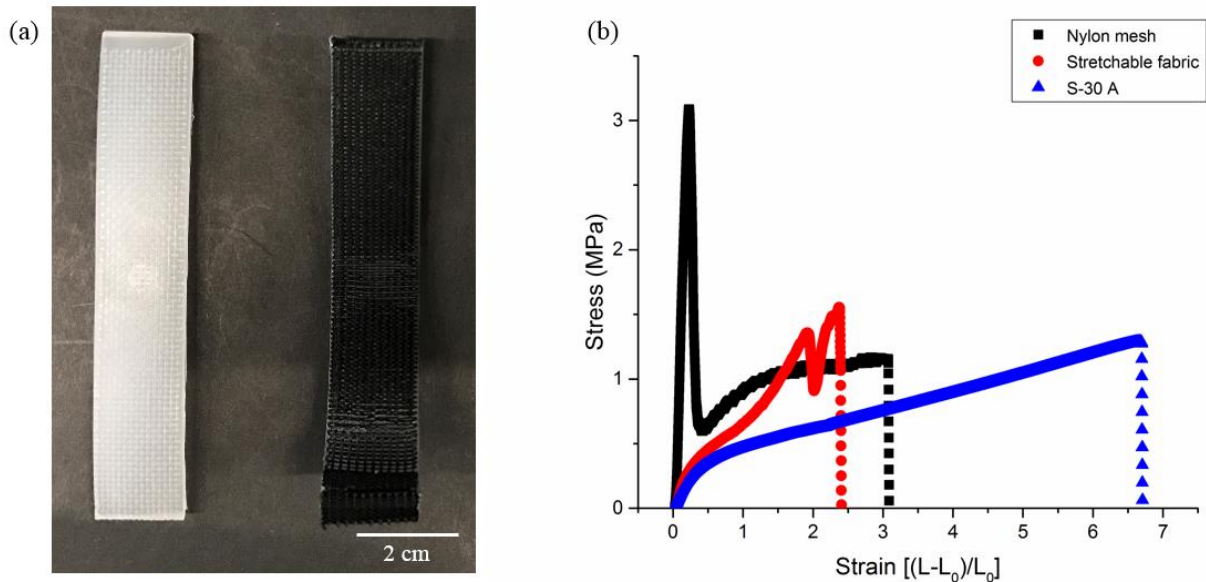 (a)
2 cm
(b)
Nylon mesh
Stretchable fabric
S-30 A
Stress (MPa)
3
2
1
0
0 1 2 3 4 5 6 7
Strain [(L-L₀)/L₀]